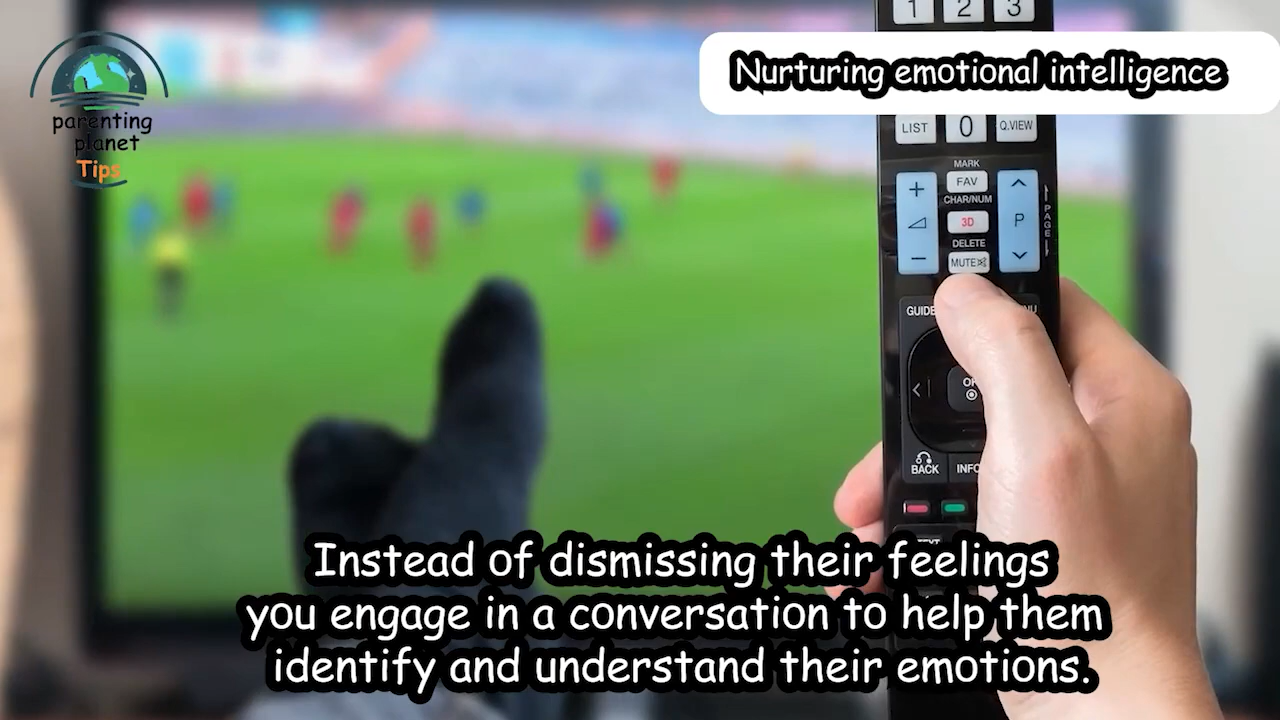 Nurturing emotional intelligence
parenting
planet
Tips
1 2 3
LIST 0 Q.VIEW
MARK
+ FAV
CHAR/NUM
3D P PAGE
DELETE
- MUTE
GUIDE
BACK INFO
Instead of dismissing their feelings
you engage in a conversation to help them
identify and understand their emotions.